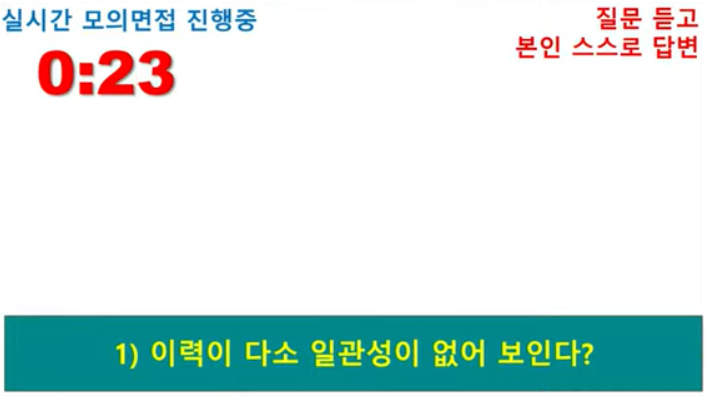 실시간 모의면접 진행중
질문 듣고
본인 스스로 답변
0:23
1) 이력이 다소 일관성이 없어 보인다?